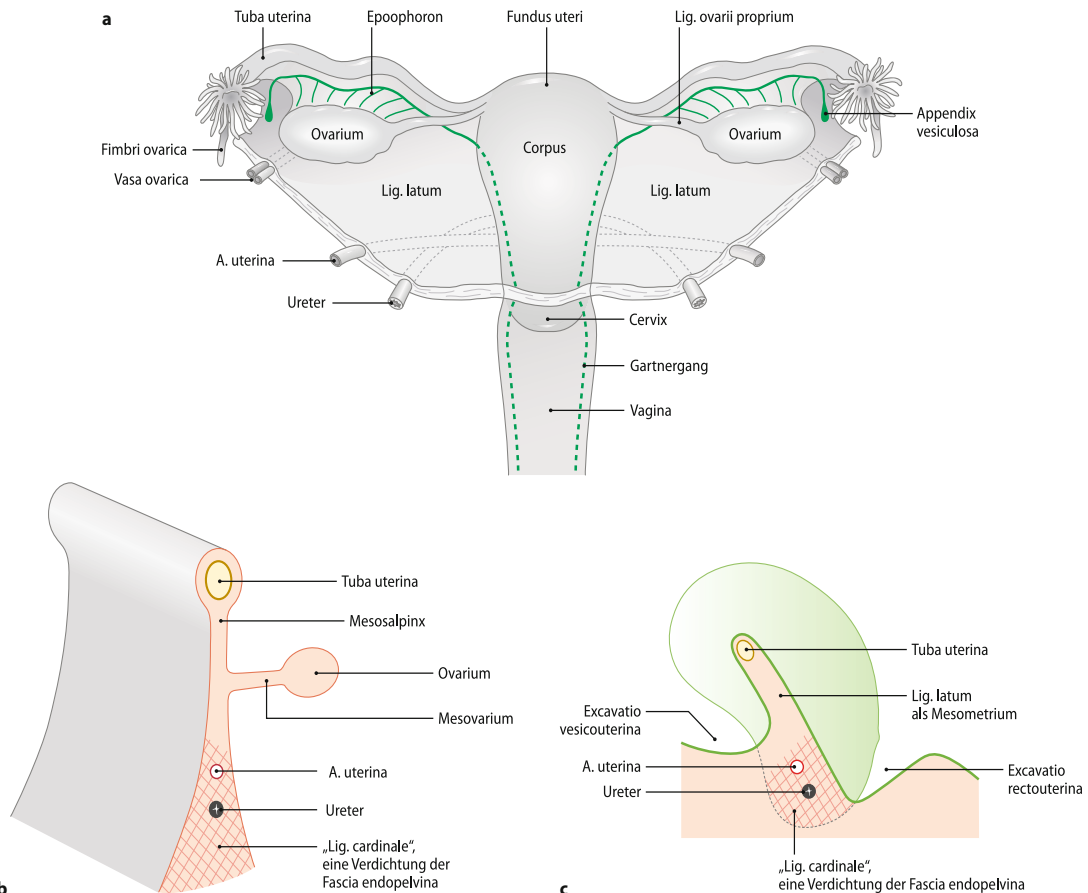 a
Tuba uterina
Epoophoron
Fundus uteri
Lig. ovarii proprium
Ovarium
Corpus
Ovarium
Appendix
vesiculosa
Fimbri ovarica
Vasa ovarica
Lig. latum
Lig. latum
A. uterina
Ureter
Cervix
Gartnergang
Vagina
Tuba uterina
Mesosalpinx
Ovarium
Mesovarium
A. uterina
Ureter
„Lig. cardinale“,
eine Verdichtung der
Fascia endopelvina
b
Tuba uterina
Lig. latum
als Mesometrium
Excavatio
vesicouterina
A. uterina
Ureter
Excavatio
rectouterina
„Lig. cardinale“,
eine Verdichtung der Fascia endopelvina
c